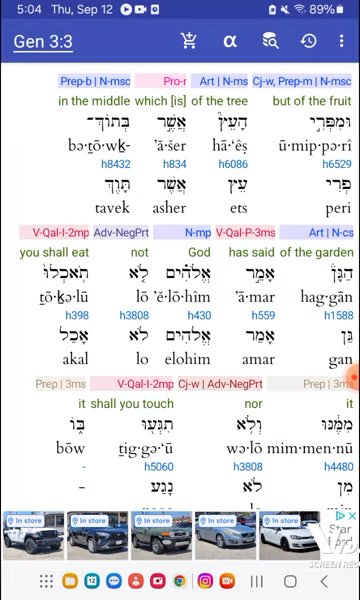 5:04 Thu, Sep 12 89%
Gen 3:3 α
Prep-b | N-msc Pro-r Art | N-ms Cj-w, Prep-m | N-msc
in the middle which [is] of the tree but of the fruit
בְּתוֹךְ־ אֲשֶׁ֣ר הָעֵץ֮ וּמִפְּרִ֣י
bə·ṯō·wḵ- 'ă·šer hā·'êṣ ū·mip·pə·rî
h8432 h834 h6086 h6529
תָּוֶךְ אֲשֶׁר עֵץ פְּרִי
tavek asher ets peri
V-Qal-I-2mp Adv-NegPrt N-mp V-Qal-P-3ms Art | N-cs
you shall eat not God has said of the garden
תֹֽאכְלוּ֙ לֹ֤א אֱלֹהִ֗ים אָמַ֣ר הַגָּן֒
ṯō·ḵə·lū lō 'ĕ·lō·hîm 'ā·mar hag·gān
h398 h3808 h430 h559 h1588
אָכַל לֹא אֱלֹהִים אָמַר גַּן
akal lo elohim amar gan
Prep | 3ms V-Qal-I-2mp Cj-w | Adv-NegPrt Prep | 3ms
it shall you touch nor it
בּ֑וֹ תִגְּע֖וּ וְלֹ֥א מִמֶּ֔נּוּ
bōw ṯig·gə·'ū wə·lō mim·men·nū
- h5060 h3808 h4480
- נָגַע לֹא מִן
In store In store In store In store In store
SCREEN REC